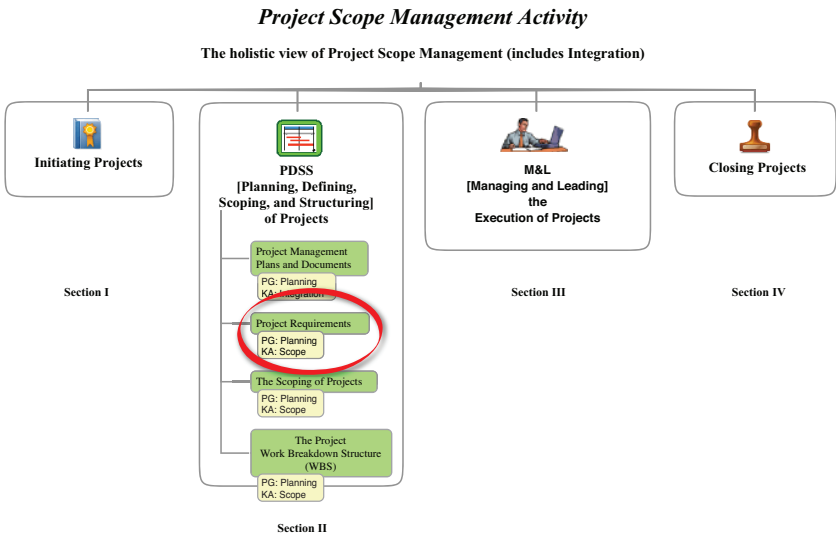 Project Scope Management Activity
The holistic view of Project Scope Management (includes Integration)
Initiating Projects
Section I
PDSS
[Planning, Defining,
Scoping, and Structuring]
of Projects
Project Management
Plans and Documents
PG: Planning
KA: Integration
Project Requirements
PG: Planning
KA: Scope
The Scoping of Projects
PG: Planning
KA: Scope
The Project
Work Breakdown Structure
(WBS)
PG: Planning
KA: Scope
Section II
M&L
[Managing and Leading]
the
Execution of Projects
Section III
Closing Projects
Section IV